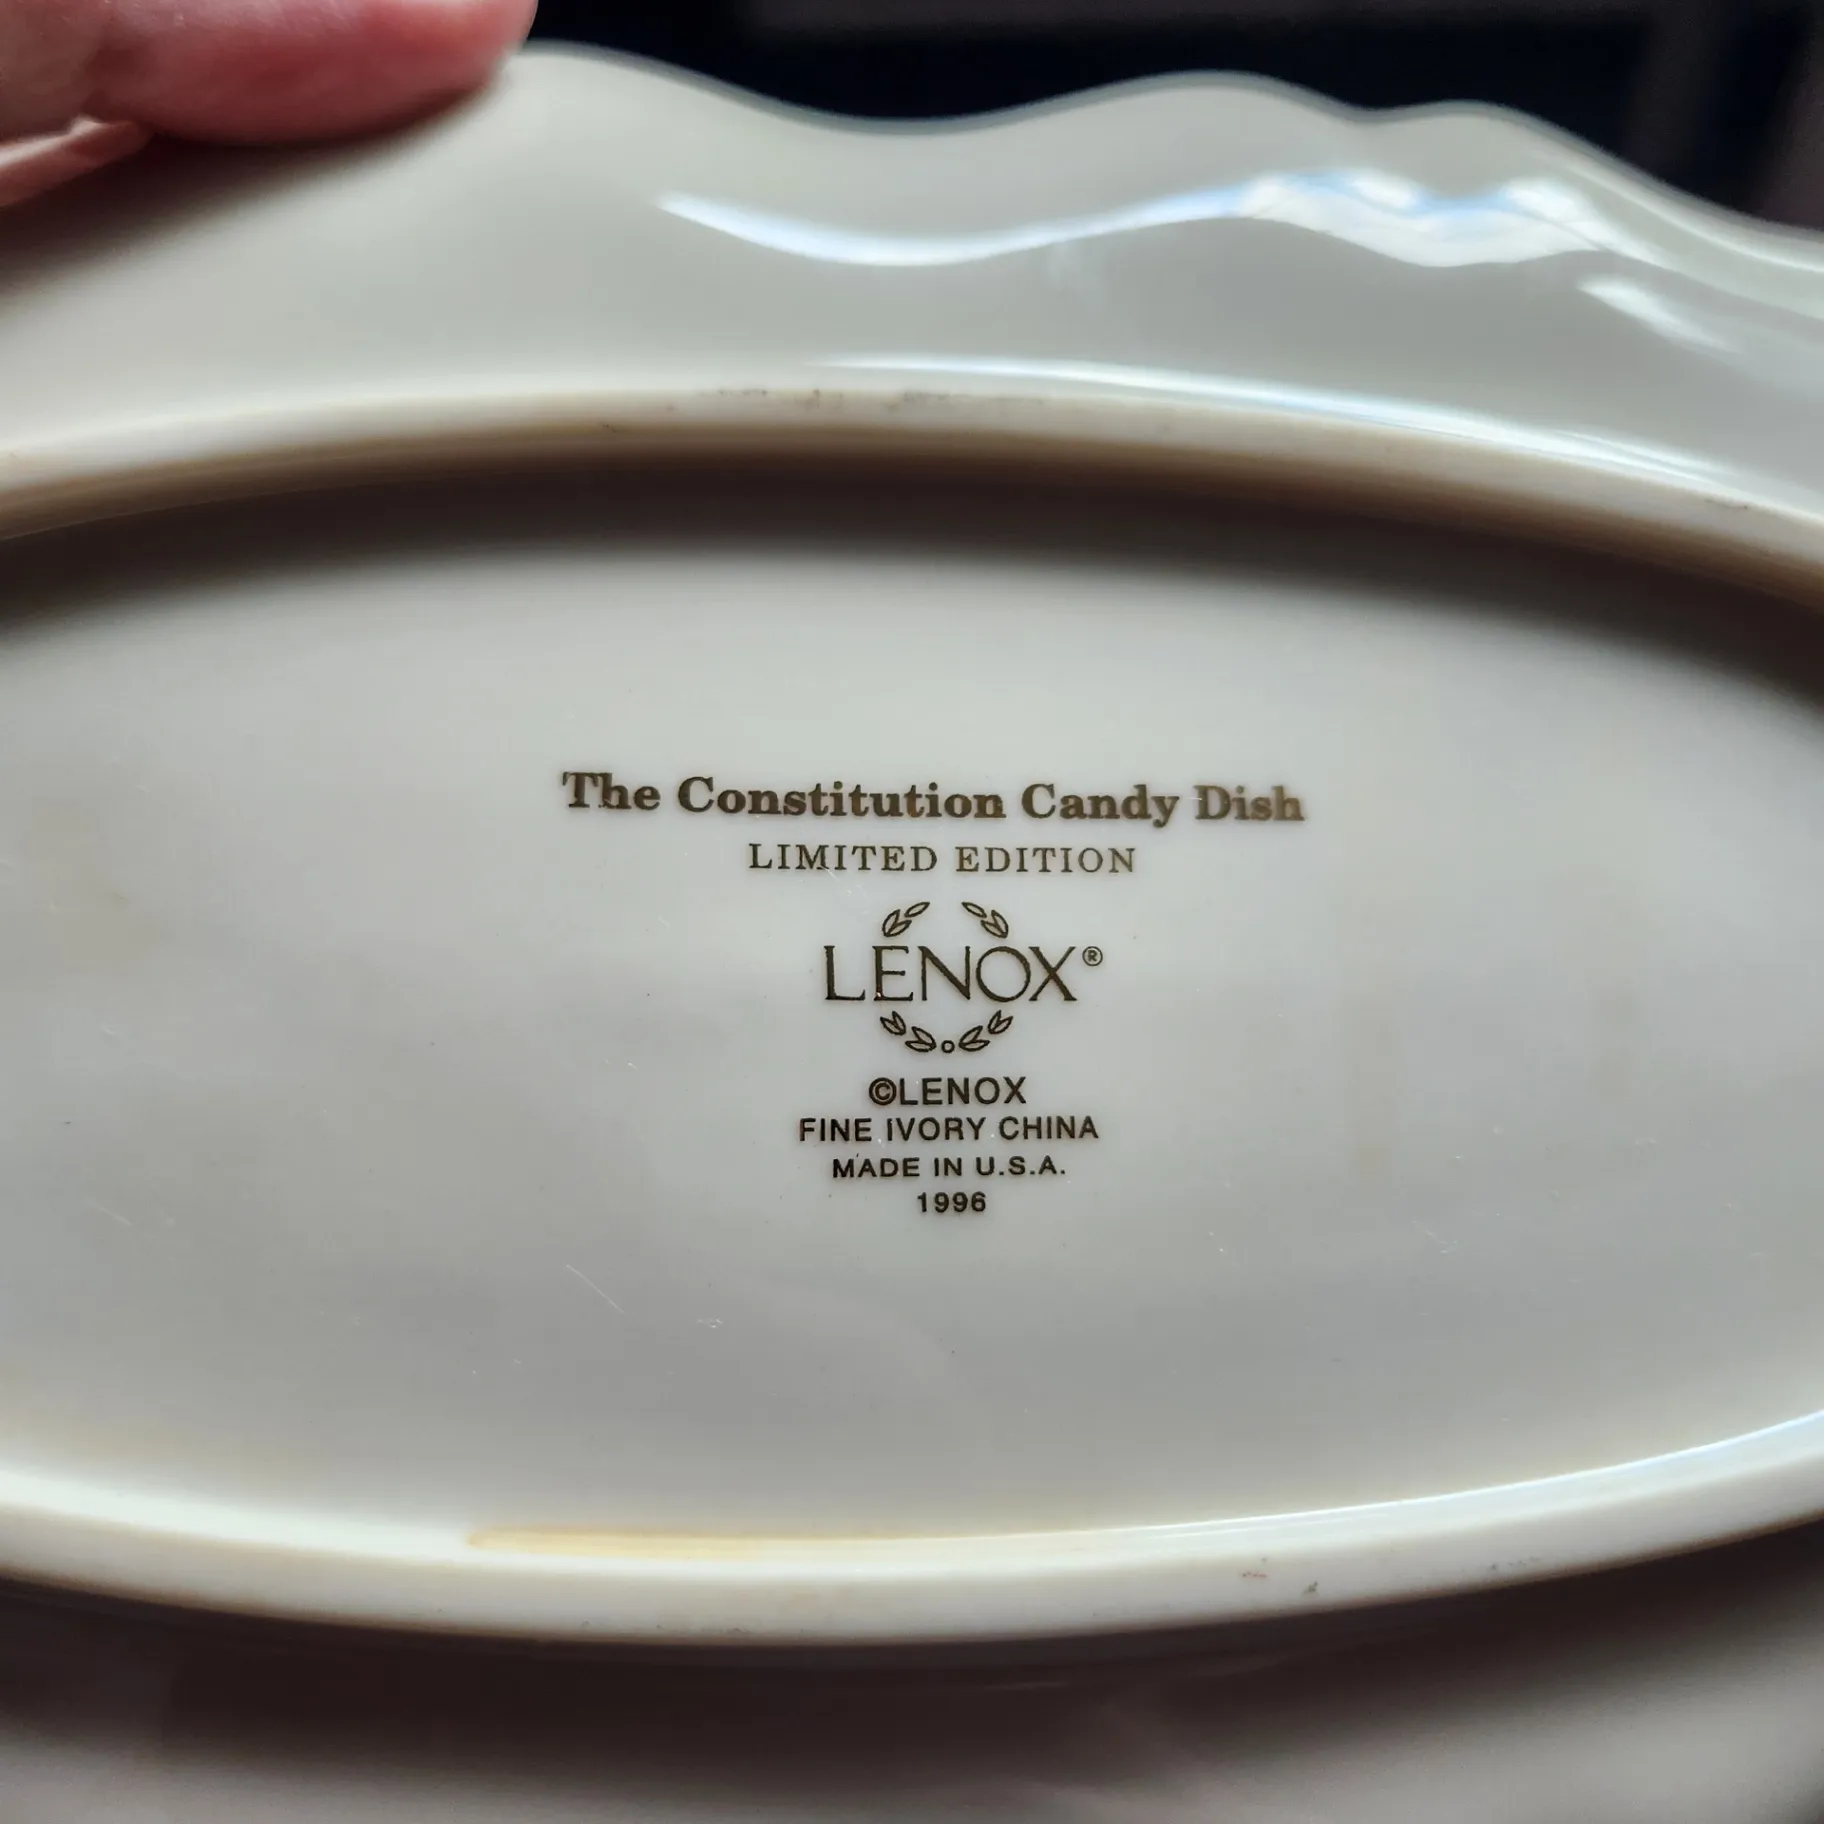 The Constitution Candy Dish
LIMITED EDITION
LENOX®
©LENOX
FINE IVORY CHINA
MADE IN U.S.A.
1996